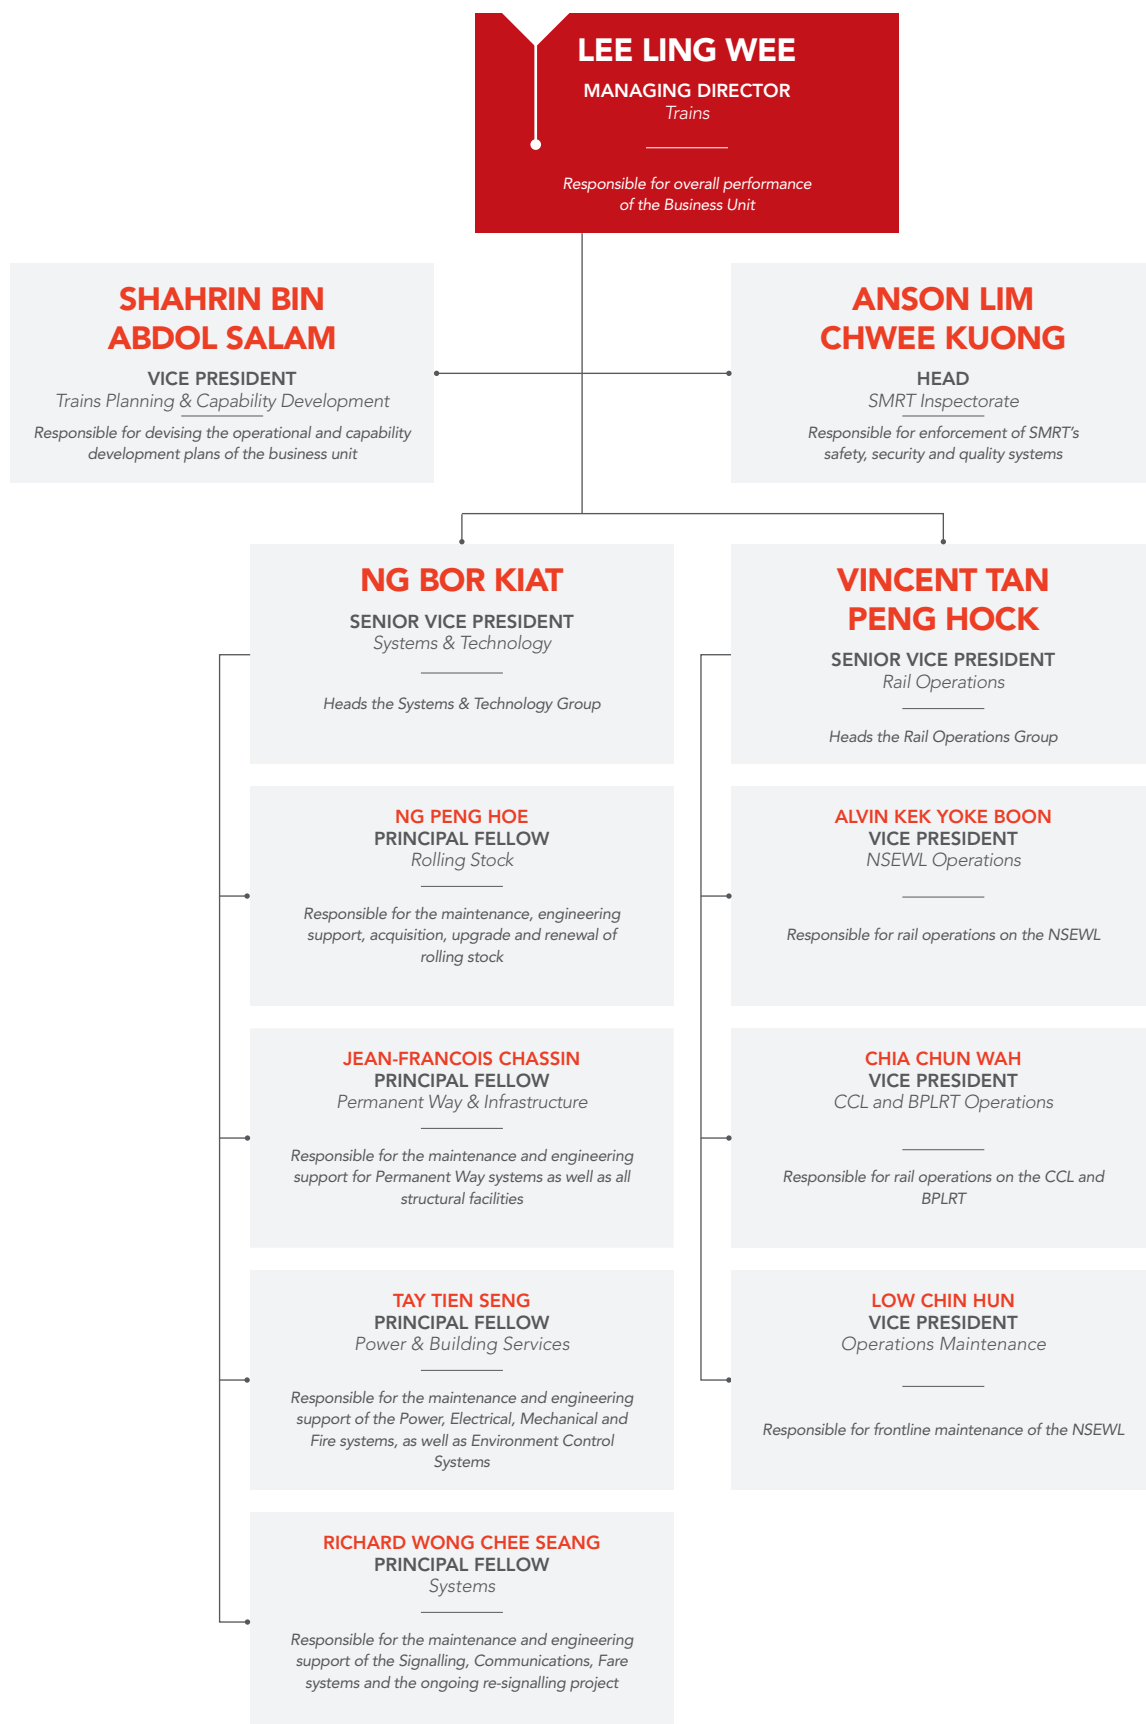 LEE LING WEE
MANAGING DIRECTOR
Trains
Responsible for overall performance
of the Business Unit
SHAHRIN BIN
ABDOL SALAM
VICE PRESIDENT
Trains Planning & Capability Development
Responsible for devising the operational and capability
development plans of the business unit
ANSON LIM
CHWEE KUONG
HEAD
SMRT Inspectorate
Responsible for enforcement of SMRT's
safety, security and quality systems
NG BOR KIAT
SENIOR VICE PRESIDENT
Systems & Technology
Heads the Systems & Technology Group
NG PENG HOE
PRINCIPAL FELLOW
Rolling Stock
Responsible for the maintenance, engineering
support, acquisition, upgrade and renewal of
rolling stock
JEAN-FRANCOIS CHASSIN
PRINCIPAL FELLOW
Permanent Way & Infrastructure
Responsible for the maintenance and engineering
support for Permanent Way systems as well as all
structural facilities
TAY TIEN SENG
PRINCIPAL FELLOW
Power & Building Services
Responsible for the maintenance and engineering
support of the Power, Electrical, Mechanical and
Fire systems, as well as Environment Control
Systems
RICHARD WONG CHEE SEANG
PRINCIPAL FELLOW
Systems
Responsible for the maintenance and engineering
support of the Signalling, Communications, Fare
systems and the ongoing re-signalling project
VINCENT TAN
PENG HOCK
SENIOR VICE PRESIDENT
Rail Operations
Heads the Rail Operations Group
ALVIN KEK YOKE BOON
VICE PRESIDENT
NSEWL Operations
Responsible for rail operations on the NSEWL
CHIA CHUN WAH
VICE PRESIDENT
CCL and BPLRT Operations
Responsible for rail operations on the CCL and
BPLRT
LOW CHIN HUN
VICE PRESIDENT
Operations Maintenance
Responsible for frontline maintenance of the NSEWL